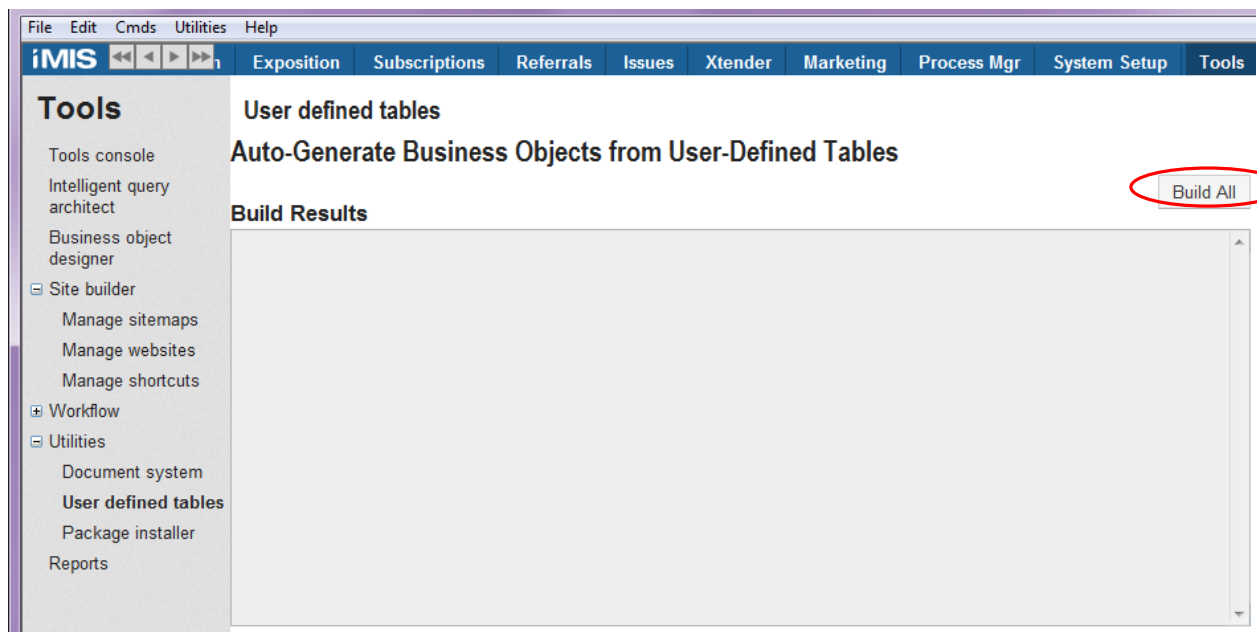 File Edit Cmds Utilities Help
iMIS n Exposition Subscriptions Referrals Issues Xtender Marketing Process Mgr System Setup Tools
Tools
Tools console
Intelligent query
architect
Business object
designer
Site builder
Manage sitemaps
Manage websites
Manage shortcuts
Workflow
Utilities
Document system
User defined tables
Package installer
Reports
User defined tables
Auto-Generate Business Objects from User-Defined Tables
Build All
Build Results